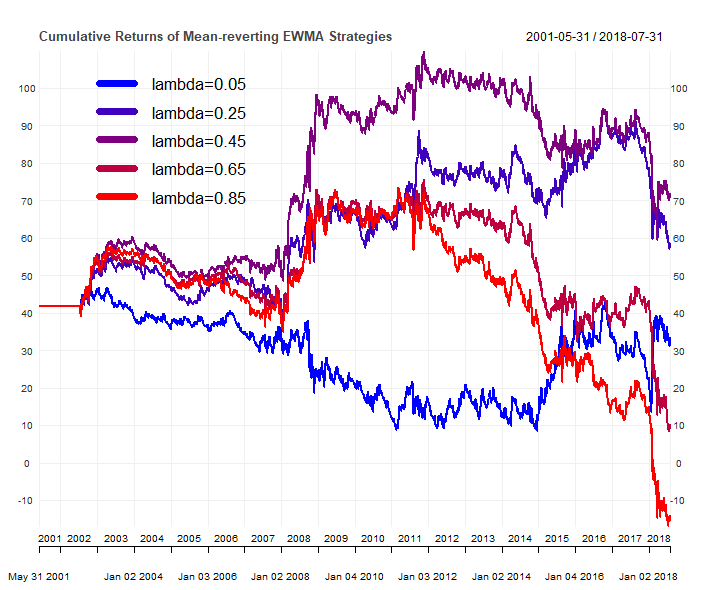 Cumulative Returns of Mean-reverting EWMA Strategies 2001-05-31 / 2018-07-31
lambda=0.05
lambda=0.25
lambda=0.45
lambda=0.65
lambda=0.85
100 100
90 90
80 80
70 70
60 60
50 50
40 40
30 30
20 20
10 10
0 0
-10 -10
2001 2002 2003 2004 2005 2006 2007 2008 2009 2010 2011 2012 2013 2014 2015 2016 2017 2018
May 31 2001 Jan 02 2004 Jan 03 2006 Jan 02 2008 Jan 04 2010 Jan 03 2012 Jan 02 2014 Jan 04 2016 Jan 02 2018